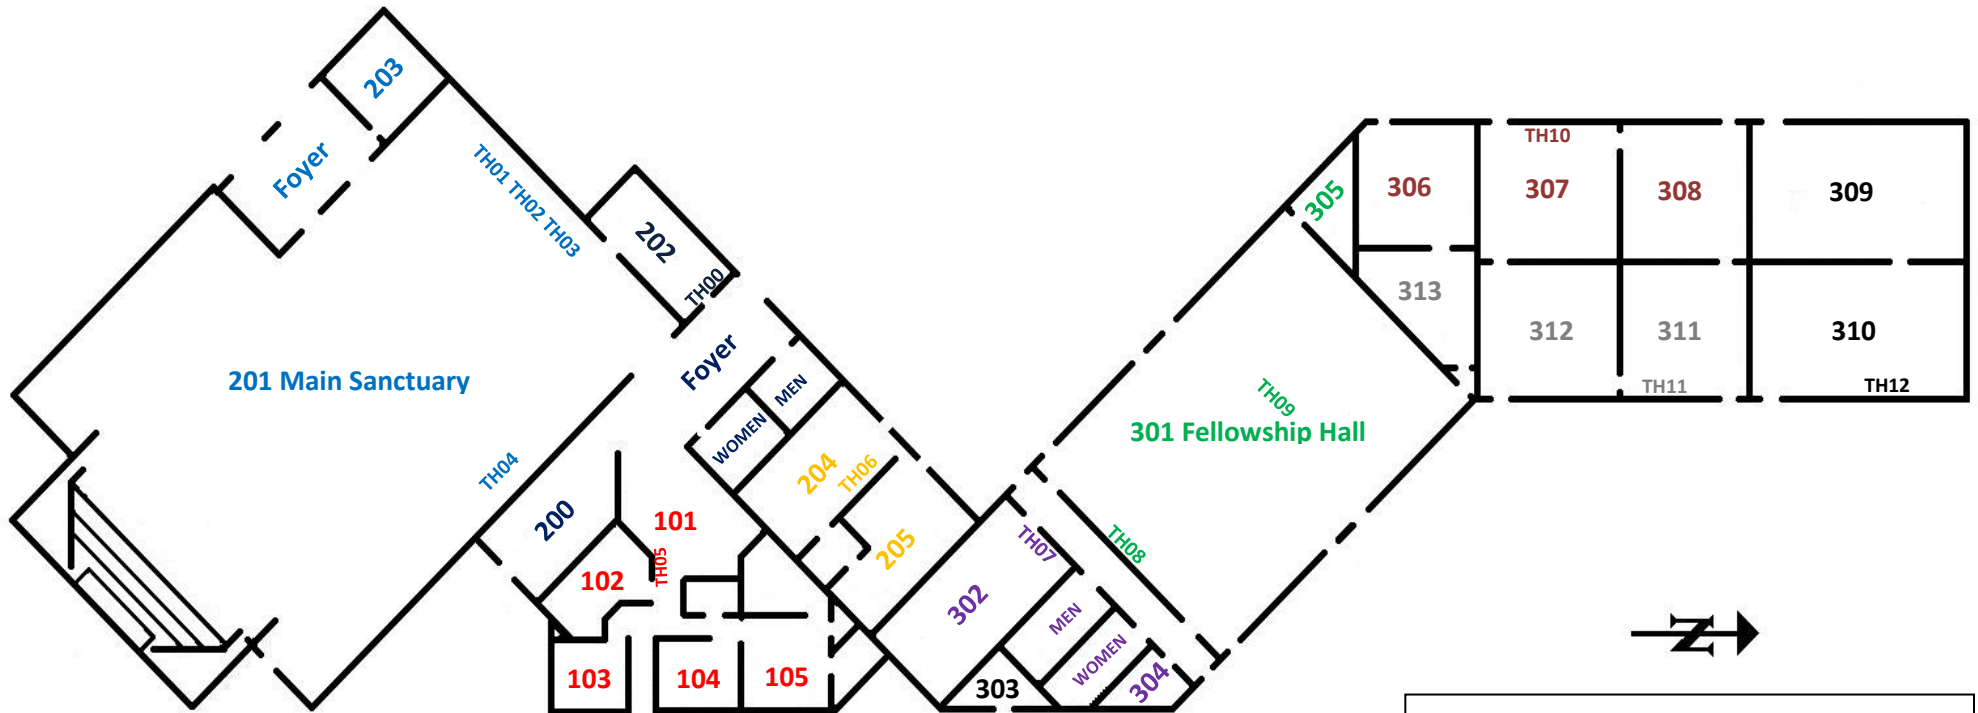 203
Foyer
TH01 TH02 TH03
202
TH00
Foyer
201 Main Sanctuary
MEN
WOMEN
TH04
200
101
TH05
102
103
104
105
204
TH06
205
302
TH07
MEN
WOMEN
303
304
TH08
TH09
301 Fellowship Hall
305
306
313
TH10
307
308
309
312
311
310
TH11
TH12
N